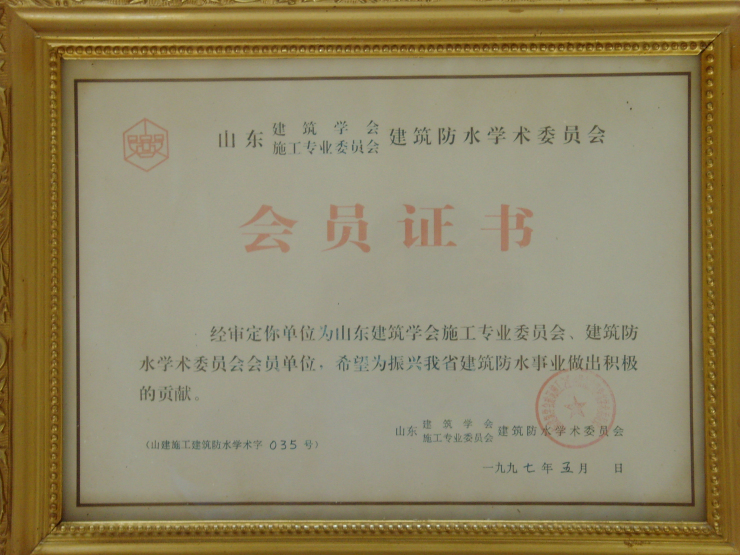 山东 建筑学会 建筑防水学术委员会
施工专业委员会
会员证书
经审定你单位为山东建筑学会施工专业委员会、建筑防
水学术委员会会员单位，希望为振兴我省建筑防水事业做出积极
的贡献。
山东 建筑学会 建筑防水学术委员会
施工专业委员会
（山建施工建筑防水学术字 035 号）
一九九七年五月 日